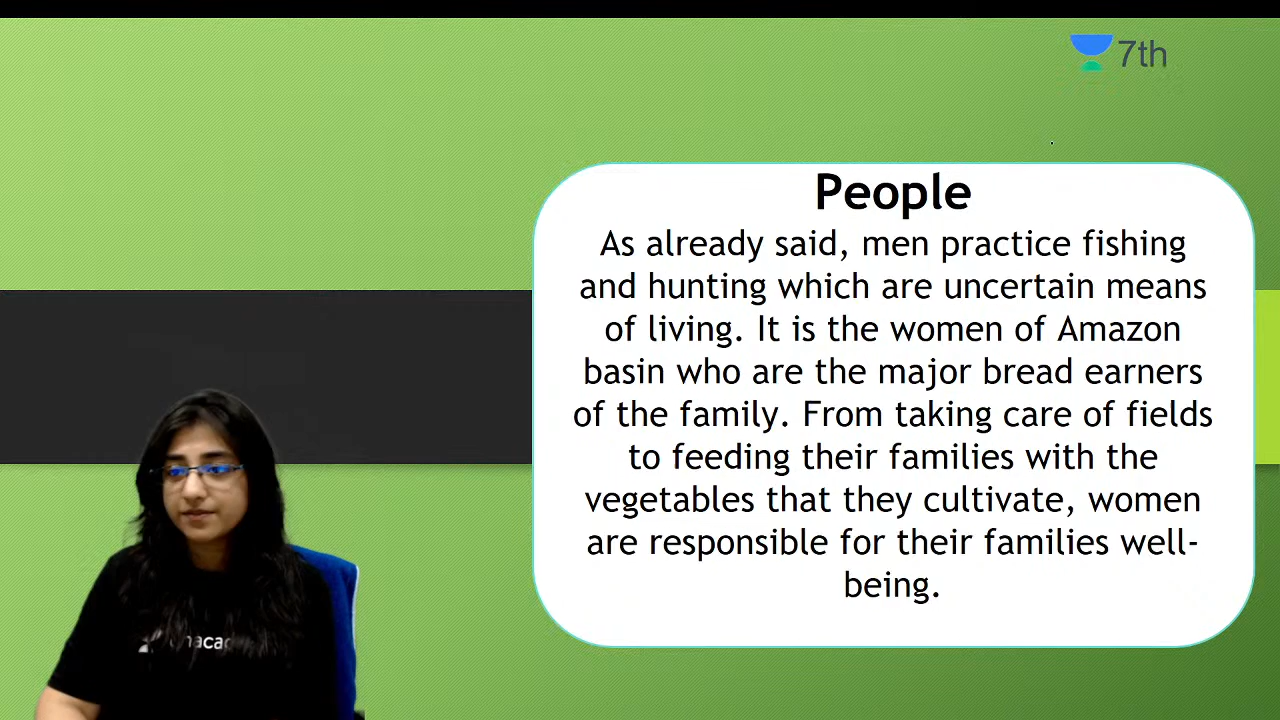 7th
People
As already said, men practice fishing
and hunting which are uncertain means
of living. It is the women of Amazon
basin who are the major bread earners
of the family. From taking care of fields
to feeding their families with the
vegetables that they cultivate, women
are responsible for their families well-
being.